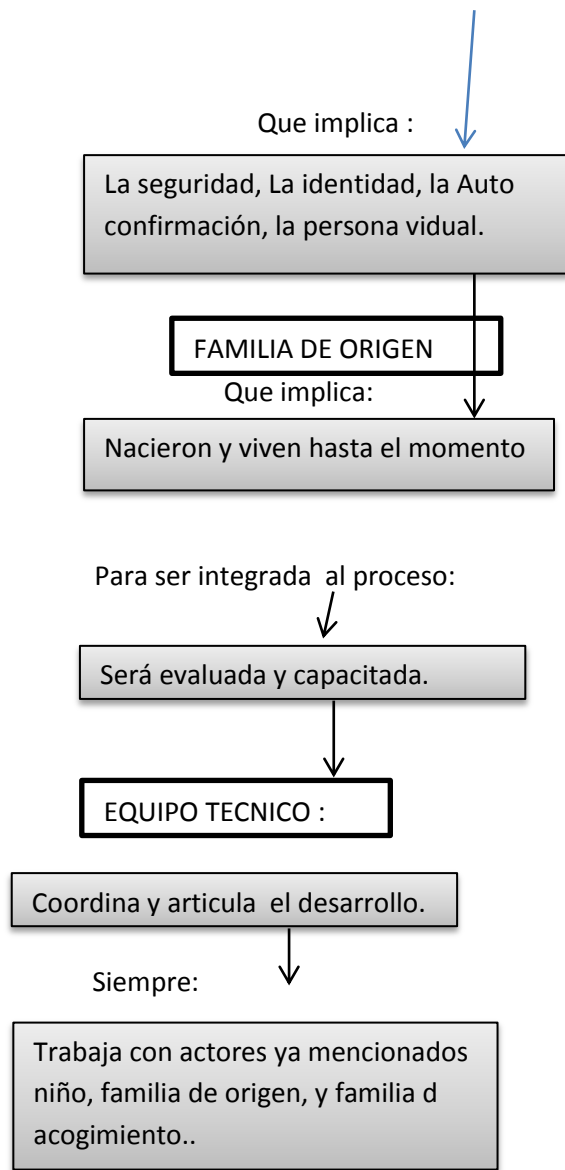 Que implica :
La seguridad, La identidad, la Auto
confirmación, la persona vidual.
FAMILIA DE ORIGEN
Que implica:
Nacieron y viven hasta el momento
Para ser integrada al proceso:
Será evaluada y capacitada.
EQUIPO TECNICO :
Coordina y articula el desarrollo.
Siempre:
Trabaja con actores ya mencionados
niño, familia de origen, y familia d
acogimiento..